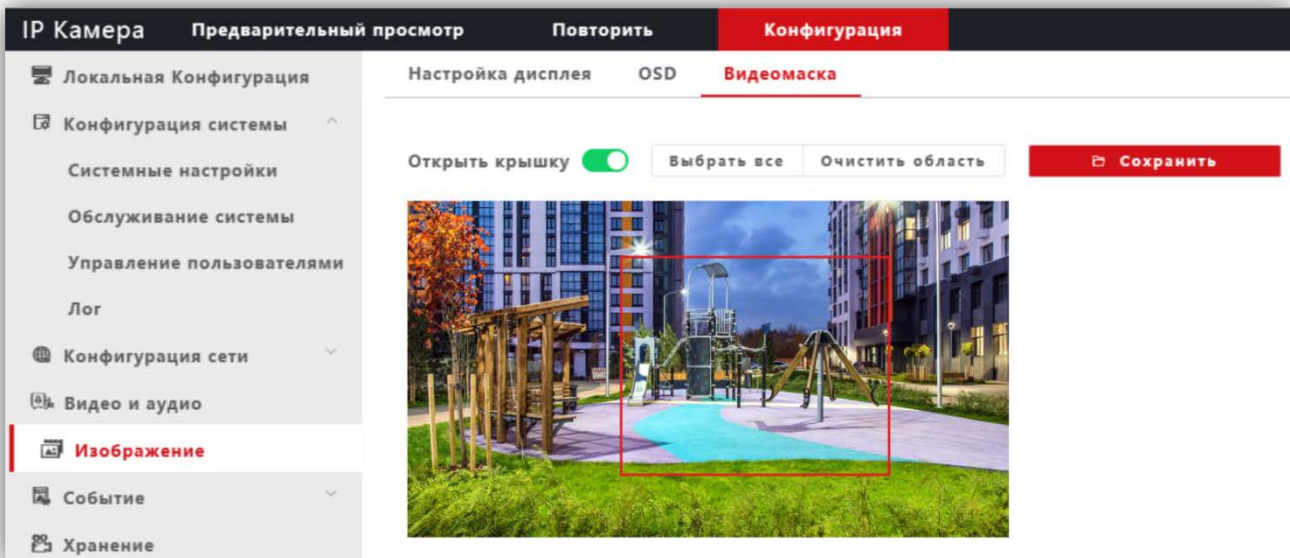 IP Камера Предварительный просмотр Повторить Конфигурация
Локальная Конфигурация
Конфигурация системы
Системные настройки
Обслуживание системы
Управление пользователями
Лог
Конфигурация сети
Видео и аудио
Изображение
Событие
Хранение
Настройка дисплея OSD Видеомаска
Открыть крышку Выбрать все Очистить область Сохранить